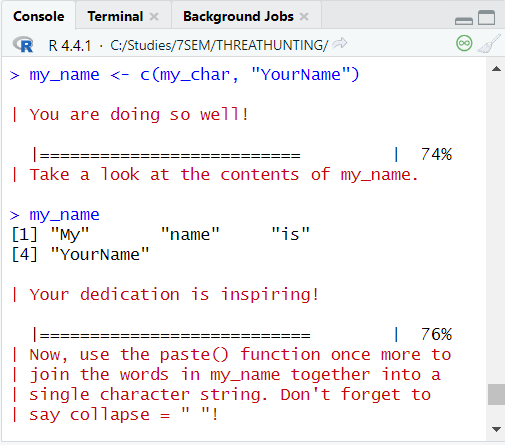 Console Terminal × Background Jobs ×
R 4.4.1 · C:/Studies/7SEM/THREATHUNTING/
> my_name <- c(my_char, "YourName")
| You are doing so well!
|========================== | 74%
| Take a look at the contents of my_name.
> my_name
[1] "My" "name" "is"
[4] "YourName"
| Your dedication is inspiring!
|=========================== | 76%
| Now, use the paste() function once more to
| join the words in my_name together into a
| single character string. Don't forget to
| say collapse = " "!